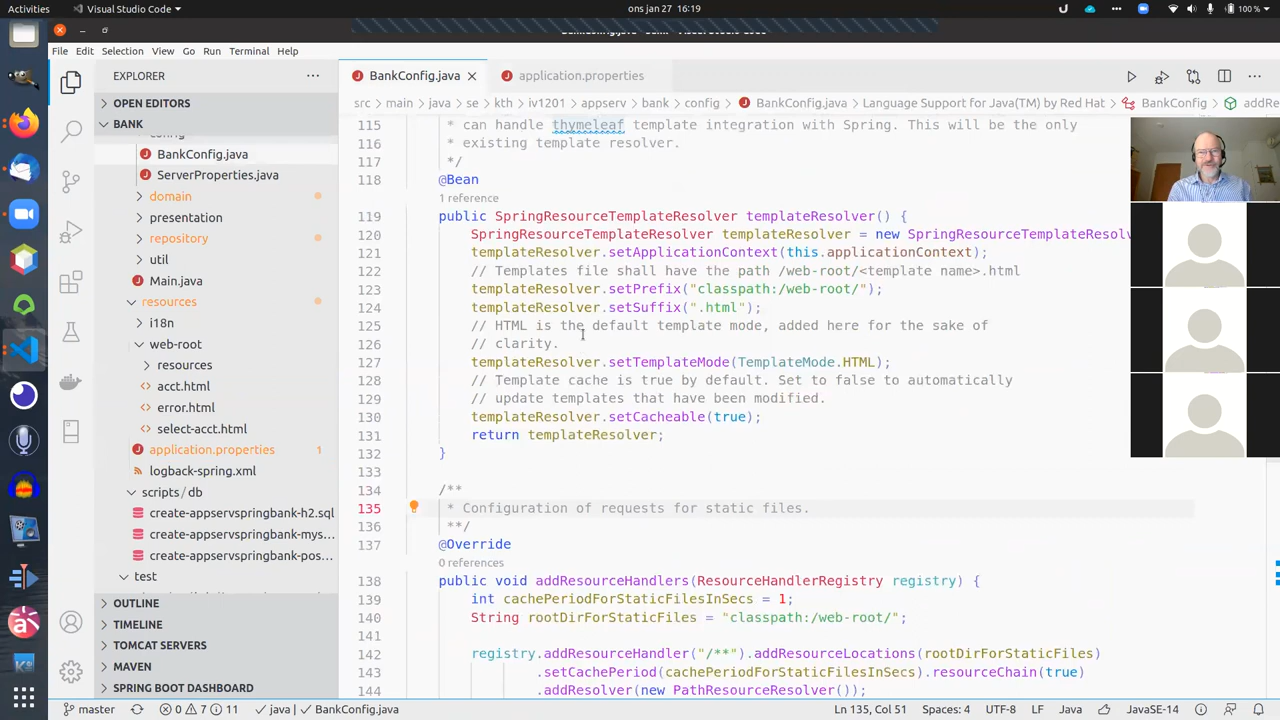 Activities
Visual Studio Code
ons jan 27 16:19
100 %
File Edit Selection View Go Run Terminal Help
EXPLORER
BankConfig.java
application.properties
OPEN EDITORS
BANK
src > main > java > se > kth > iv1201 > appserv > bank > config > BankConfig.java > Language Support for Java(TM) by Red Hat > BankConfig > addRe
BankConfig.java
ServerProperties.java
domain
presentation
repository
util
Main.java
resources
i18n
web-root
resources
acct.html
error.html
select-acct.html
application.properties 1
logback-spring.xml
scripts/db
create-appservspringbank-h2.sql
create-appservspringbank-mys...
create-appservspringbank-pos...
test
OUTLINE
TIMELINE
TOMCAT SERVERS
MAVEN
SPRING BOOT DASHBOARD
115 * can handle thymeleaf template integration with Spring. This will be the only
116 * existing template resolver.
117 */
118 @Bean
1 reference
119 public SpringResourceTemplateResolver templateResolver() {
120 SpringResourceTemplateResolver templateResolver = new SpringResourceTemplateResolv
121 templateResolver.setApplicationContext(this.applicationContext);
122 // Templates file shall have the path /web-root/<template name>.html
123 templateResolver.setPrefix("classpath:/web-root/");
124 templateResolver.setSuffix(".html");
125 // HTML is the default template mode, added here for the sake of
126 // clarity.
127 templateResolver.setTemplateMode(TemplateMode.HTML);
128 // Template cache is true by default. Set to false to automatically
129 // update templates that have been modified.
130 templateResolver.setCacheable(true);
131 return templateResolver;
132 }
133
134 /**
135 * Configuration of requests for static files.
136 **/
137 @Override
0 references
138 public void addResourceHandlers(ResourceHandlerRegistry registry) {
139 int cachePeriodForStaticFilesInSecs = 1;
140 String rootDirForStaticFiles = "classpath:/web-root/";
141
142 registry.addResourceHandler("/**").addResourceLocations(rootDirForStaticFiles)
143 .setCachePeriod(cachePeriodForStaticFilesInSecs).resourceChain(true)
144 .addResolver(new PathResourceResolver());
master 0 7 11 java BankConfig.java Ln 135, Col 51 Spaces: 4 UTF-8 LF Java JavaSE-14